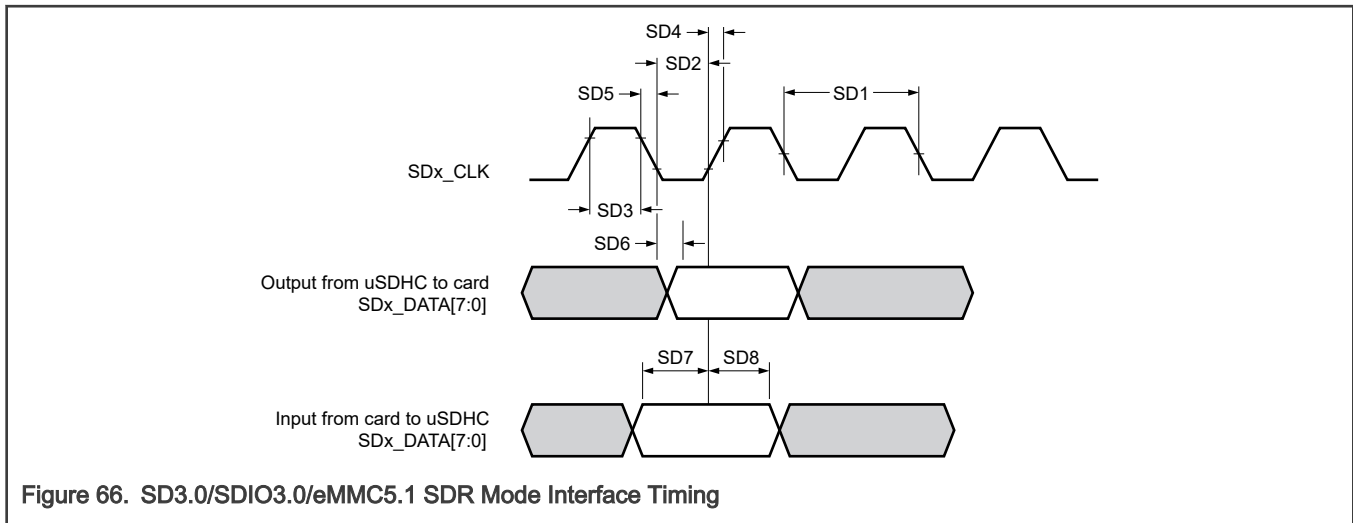 SD4
SD2
SD5
SD1
SDx_CLK
SD3
SD6
Output from uSDHC to card
SDx_DATA[7:0]
SD7
SD8
Input from card to uSDHC
SDx_DATA[7:0]
Figure 66. SD3.0/SDIO3.0/eMMC5.1 SDR Mode Interface Timing